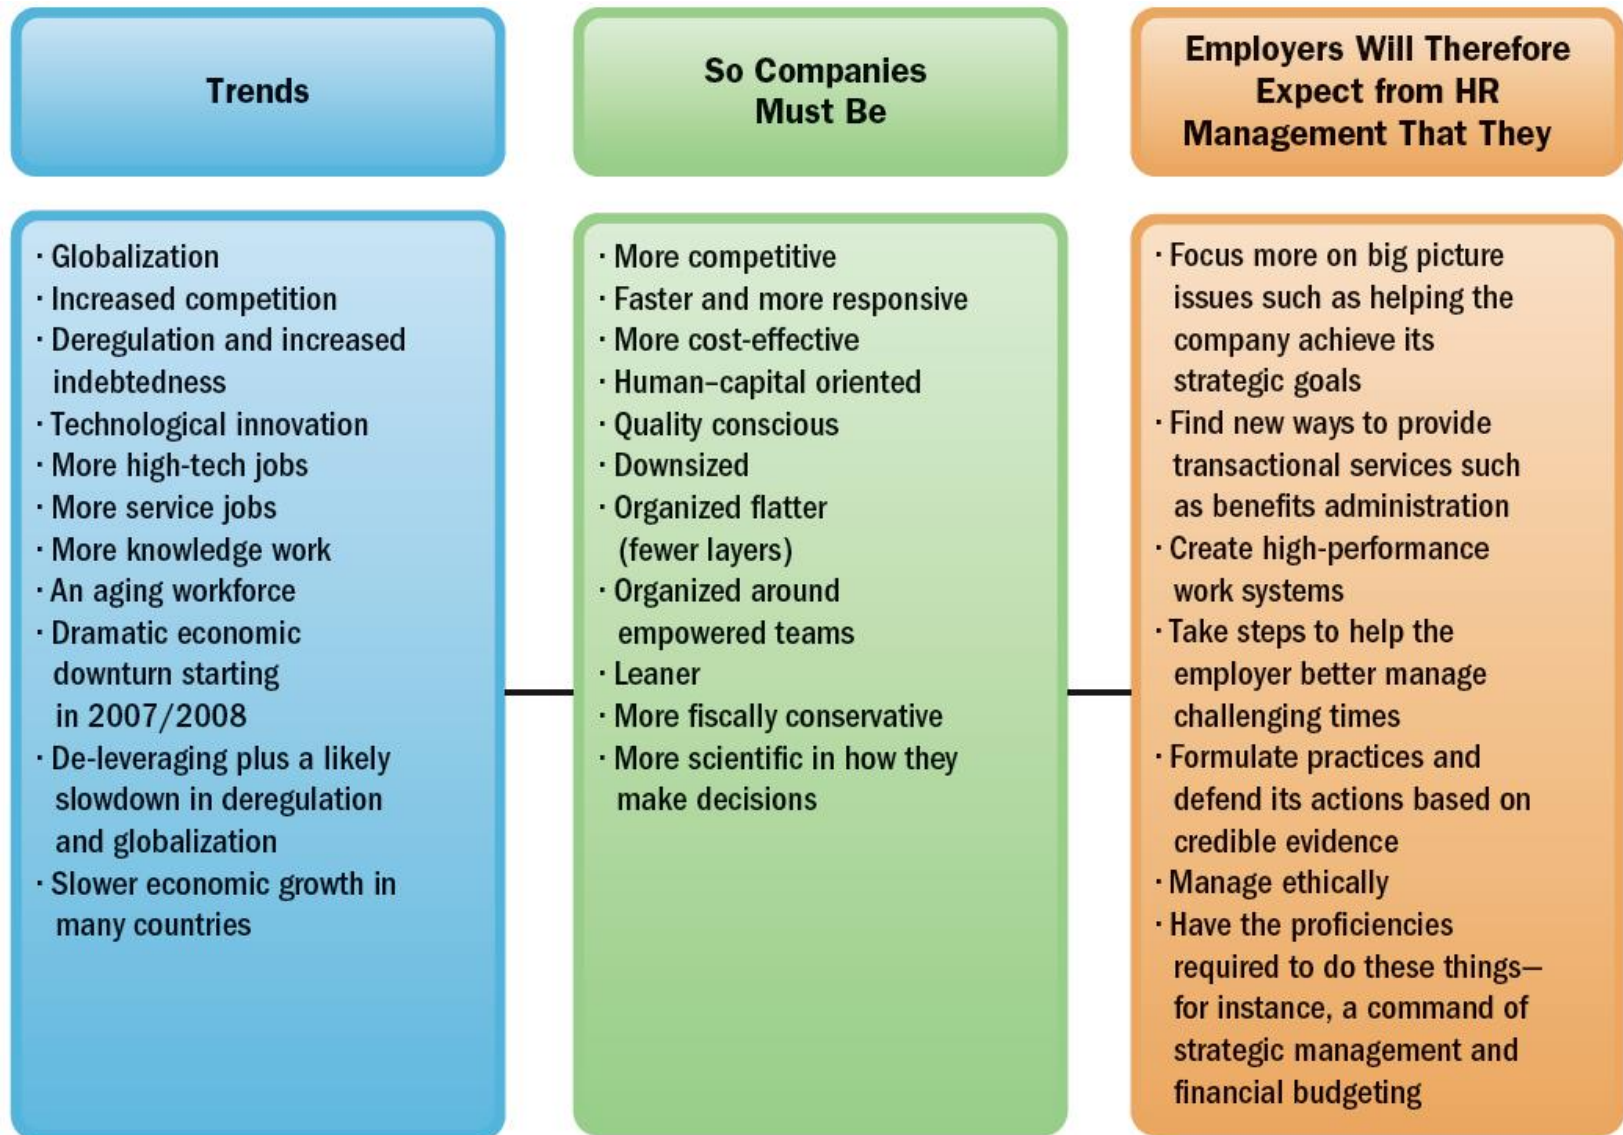 Trends
· Globalization
· Increased competition
· Deregulation and increased
indebtedness
· Technological innovation
· More high-tech jobs
· More service jobs
· More knowledge work
· An aging workforce
· Dramatic economic
downturn starting
in 2007/2008
· De-leveraging plus a likely
slowdown in deregulation
and globalization
· Slower economic growth in
many countries
So Companies
Must Be
· More competitive
· Faster and more responsive
· More cost-effective
· Human–capital oriented
· Quality conscious
· Downsized
· Organized flatter
(fewer layers)
· Organized around
empowered teams
· Leaner
· More fiscally conservative
· More scientific in how they
make decisions
Employers Will Therefore
Expect from HR
Management That They
· Focus more on big picture
issues such as helping the
company achieve its
strategic goals
· Find new ways to provide
transactional services such
as benefits administration
· Create high-performance
work systems
· Take steps to help the
employer better manage
challenging times
· Formulate practices and
defend its actions based on
credible evidence
· Manage ethically
· Have the proficiencies
required to do these things—
for instance, a command of
strategic management and
financial budgeting